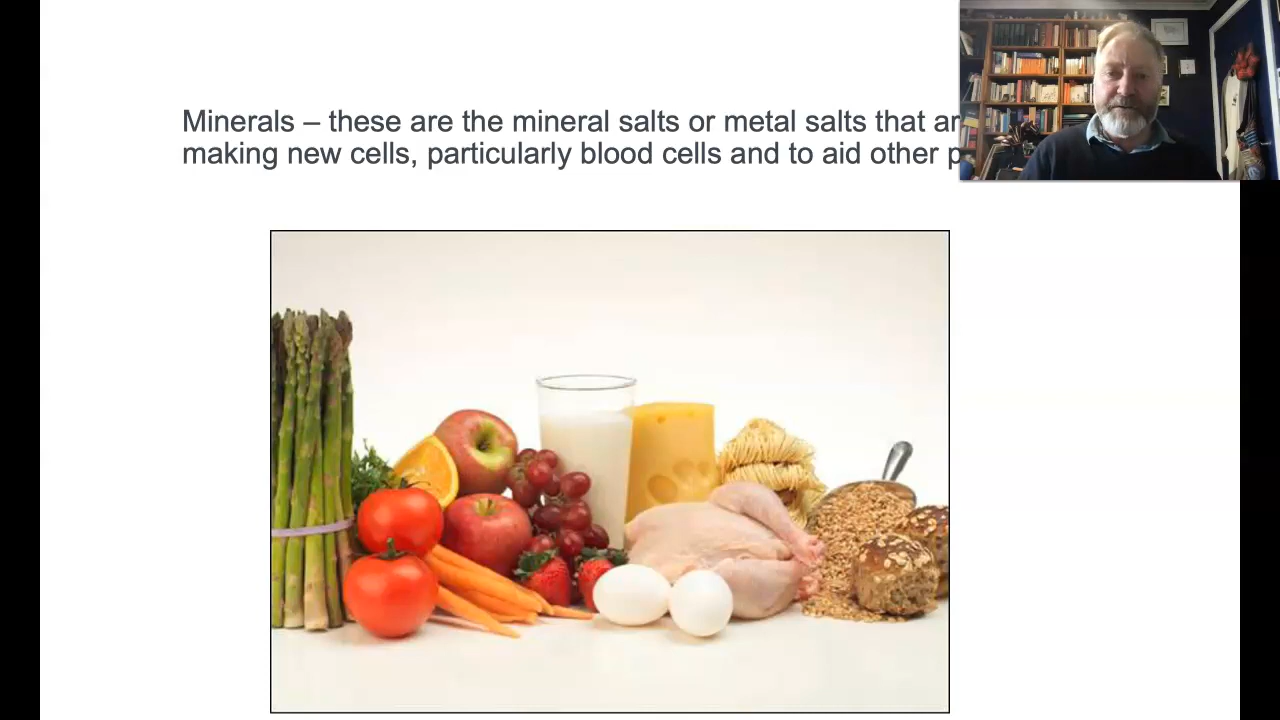 Minerals – these are the mineral salts or metal salts that
making new cells, particularly blood cells and to aid other